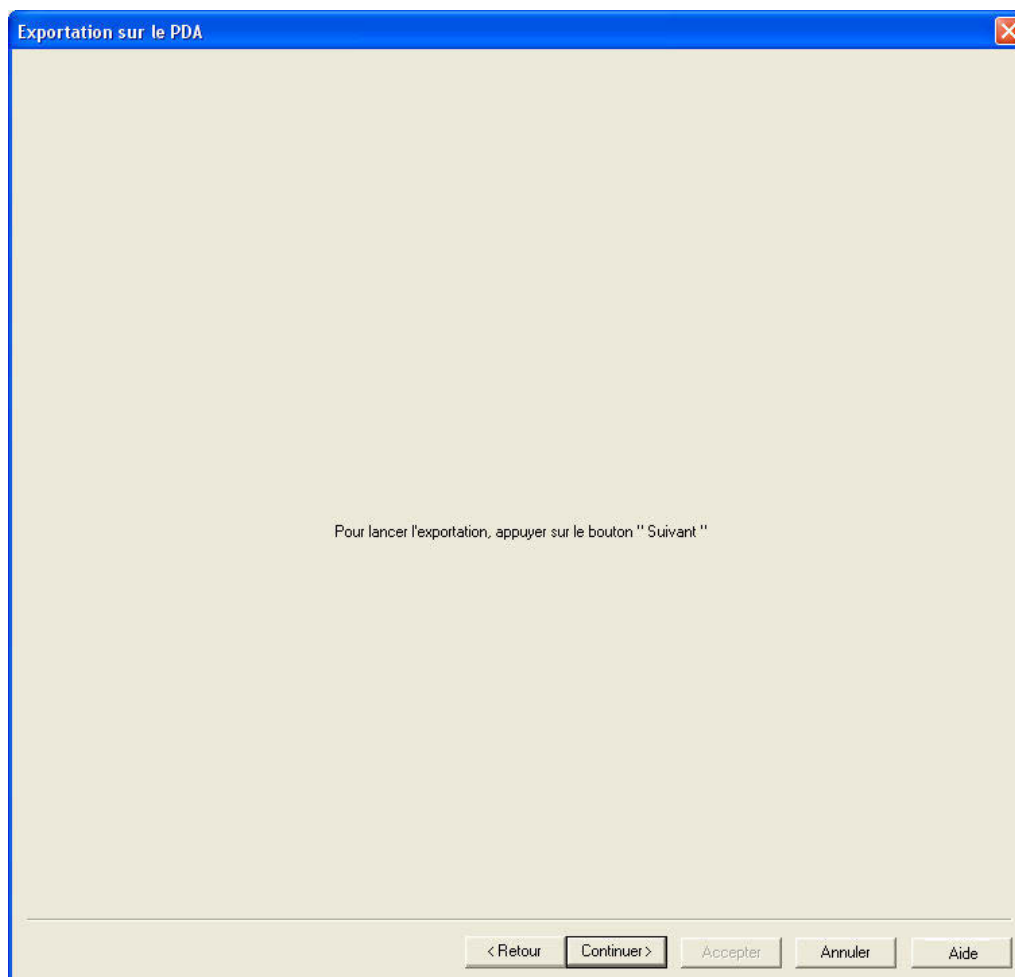 Exportation sur le PDA
Pour lancer l'exportation, appuyer sur le bouton " Suivant "
< Retour Continuer > Accepter Annuler Aide